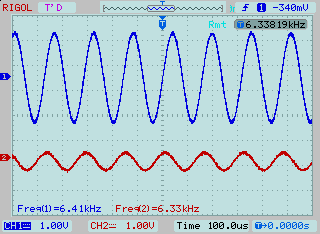 RIGOL T'D f 1 -340mV
Rmt T 6.33819kHz
1
2
Freq(1)=6.41kHz Freq(2)=6.33kHz
CH1 1.00V CH2 1.00V Time 100.0us T→0.0000s